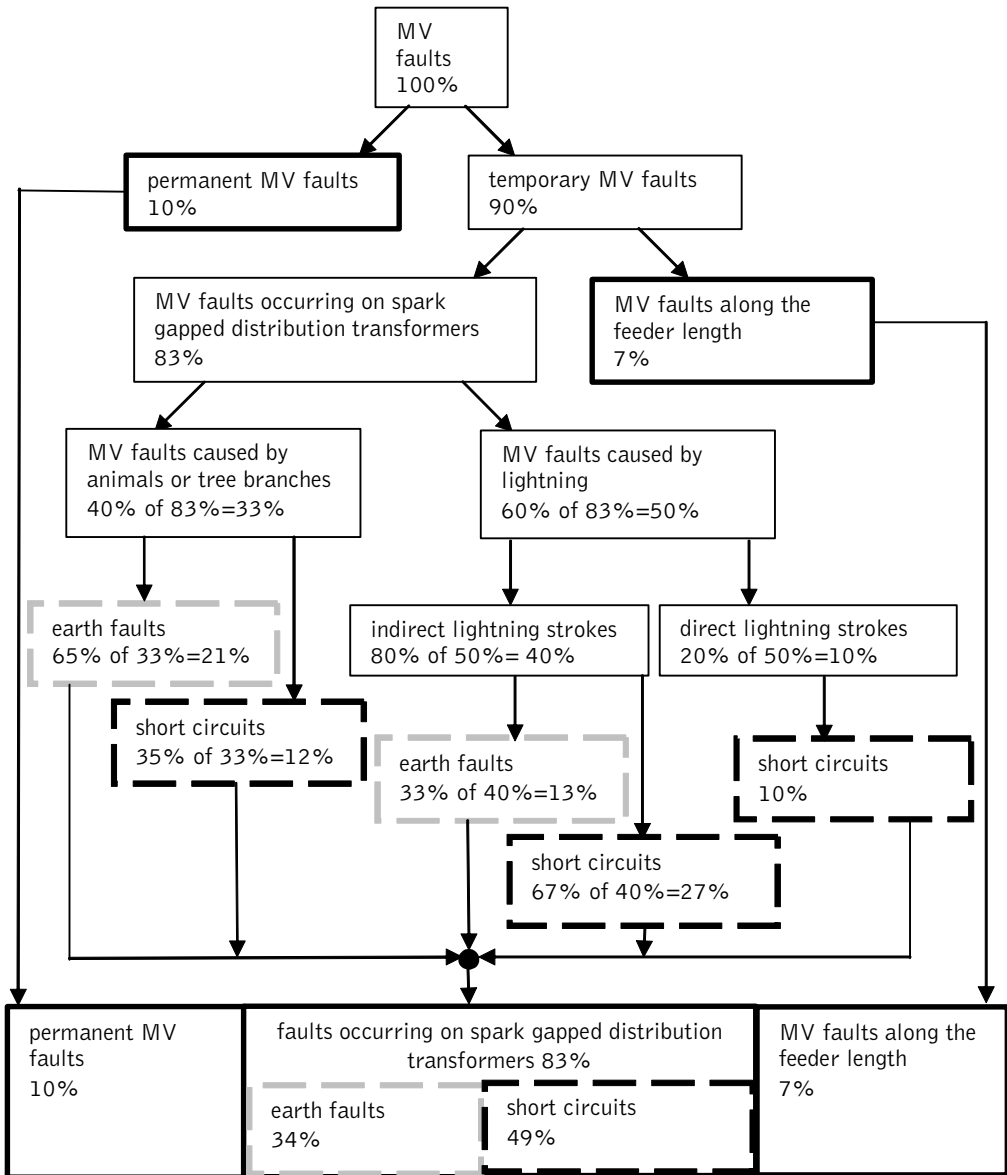 MV
faults
100%
permanent MV faults
10%
temporary MV faults
90%
MV faults occurring on spark
gapped distribution transformers
83%
MV faults along the
feeder length
7%
MV faults caused by
animals or tree branches
40% of 83%=33%
MV faults caused by
lightning
60% of 83%=50%
earth faults
65% of 33%=21%
indirect lightning strokes
80% of 50%= 40%
direct lightning strokes
20% of 50%=10%
short circuits
35% of 33%=12%
earth faults
33% of 40%=13%
short circuits
10%
short circuits
67% of 40%=27%
permanent MV
faults
10%
faults occurring on spark gapped distribution
transformers 83%
earth faults
34%
short circuits
49%
MV faults along the
feeder length
7%